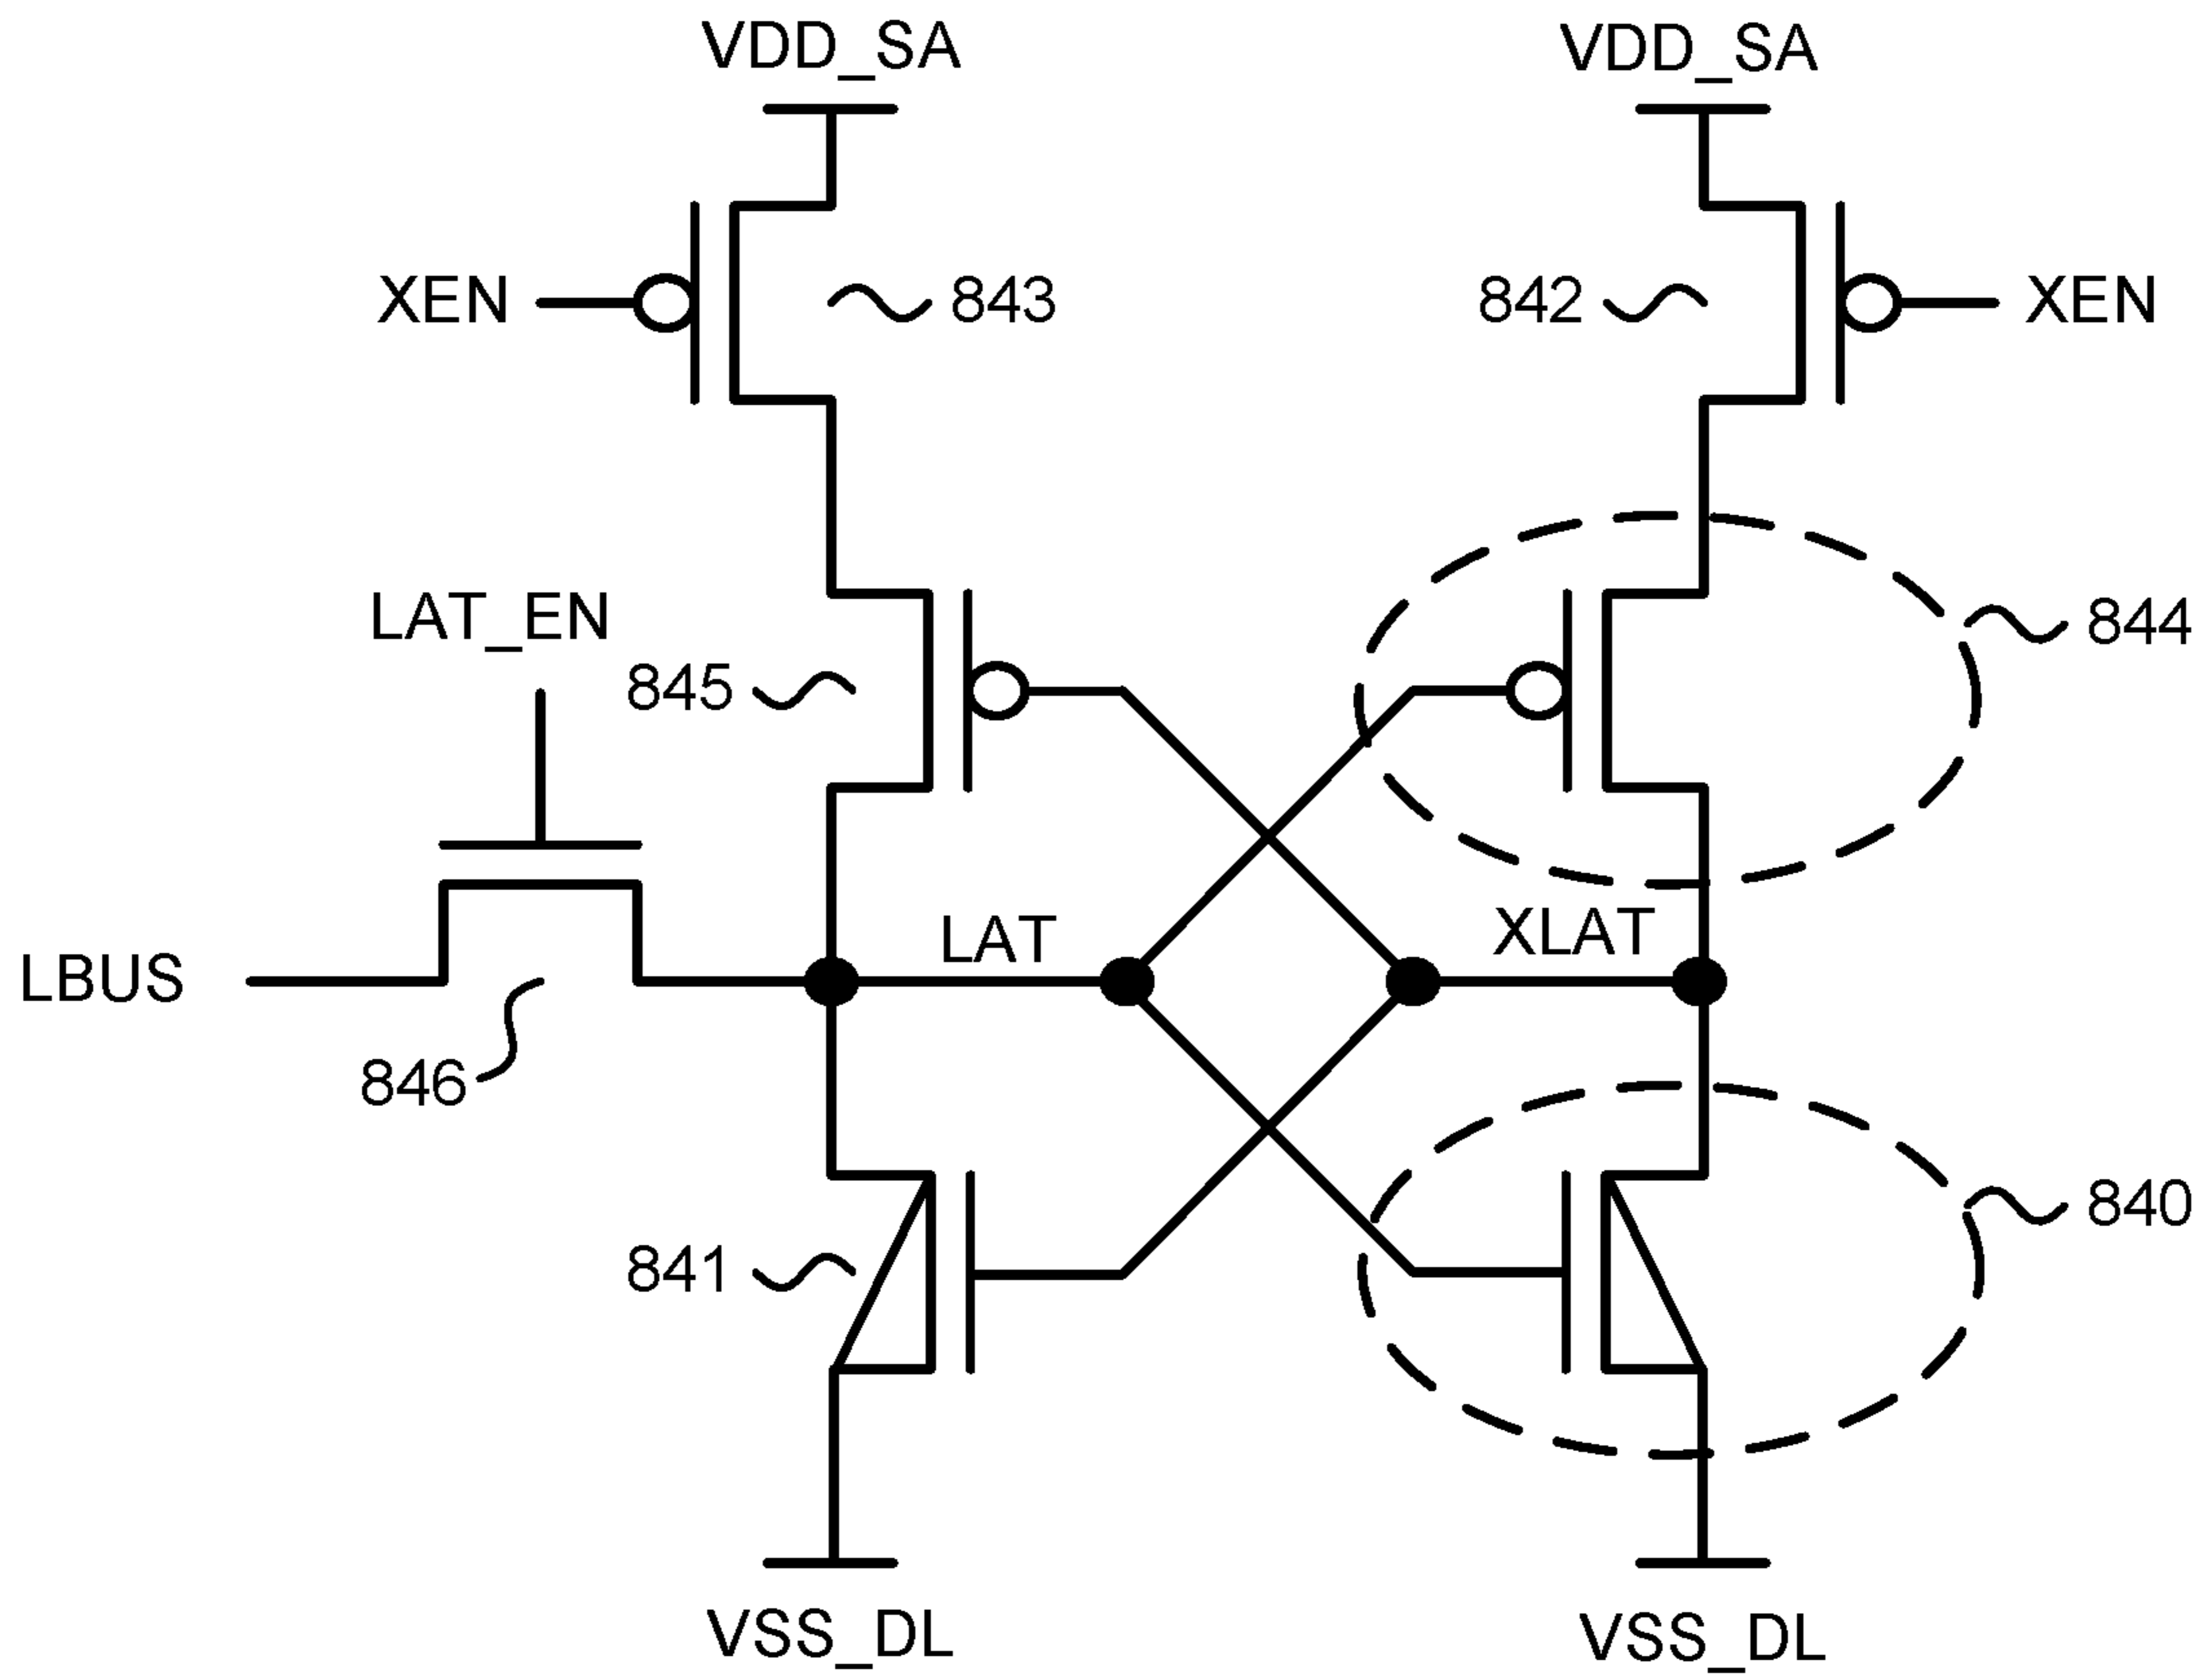 VDD_SA
VDD_SA
XEN
843
842
XEN
LAT_EN
845
844
LAT
XLAT
LBUS
846
841
840
VSS_DL
VSS_DL